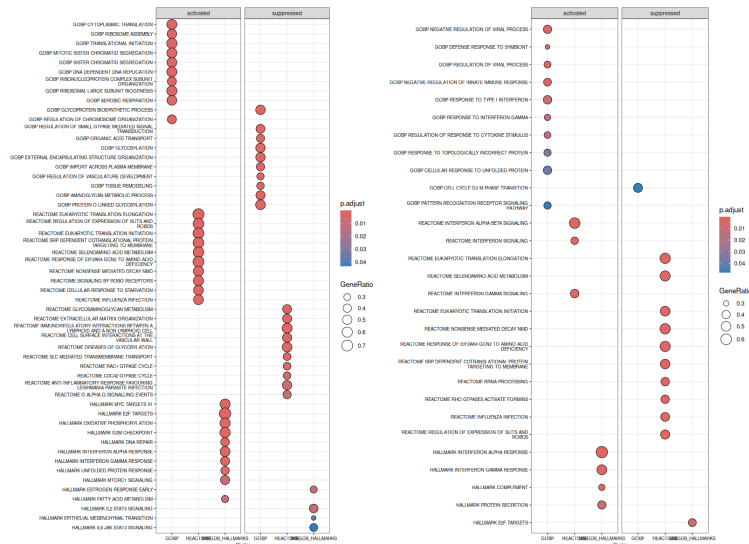 activated
suppressed
GOBP CYTOPLASMIC TRANSLATION
GOBP RIBOSOME ASSEMBLY
GOBP TRANSLATIONAL INITIATION
GOBP MITOTIC SISTER CHROMATID SEGREGATION
GOBP SISTER CHROMATID SEGREGATION
GOBP DNA DEPENDENT DNA REPLICATION
GOBP RIBONUCLEOPROTEIN COMPLEX SUBUNIT
ORGANIZATION
GOBP RIBOSOMAL LARGE SUBUNIT BIOGENESIS
GOBP AEROBIC RESPIRATION
GOBP GLYCOPROTEIN BIOSYNTHETIC PROCESS
GOBP REGULATION OF CHROMOSOME ORGANIZATION
GOBP REGULATION OF SMALL GTPASE MEDIATED SIGNAL
TRANSDUCTION
GOBP ORGANIC ACID TRANSPORT
GOBP GLYCOSYLATION
GOBP EXTERNAL ENCAPSULATING STRUCTURE ORGANIZATION
GOBP IMPORT ACROSS PLASMA MEMBRANE
GOBP REGULATION OF VASCULATURE DEVELOPMENT
GOBP TISSUE REMODELING
GOBP AMINOGLYCAN METABOLIC PROCESS
GOBP PROTEIN O LINKED GLYCOSYLATION
REACTOME EUKARYOTIC TRANSLATION ELONGATION
REACTOME REGULATION OF EXPRESSION OF SLITS AND
ROBOS
REACTOME EUKARYOTIC TRANSLATION INITIATION
REACTOME SRP DEPENDENT COTRANSLATIONAL PROTEIN
TARGETING TO MEMBRANE
REACTOME SELENOAMINO ACID METABOLISM
REACTOME RESPONSE OF EIF2AK4 GCN2 TO AMINO ACID
DEFICIENCY
REACTOME NONSENSE MEDIATED DECAY NMD
REACTOME SIGNALING BY ROBO RECEPTORS
REACTOME CELLULAR RESPONSE TO STARVATION
REACTOME INFLUENZA INFECTION
REACTOME GLYCOSAMINOGLYCAN METABOLISM
REACTOME EXTRACELLULAR MATRIX ORGANIZATION
REACTOME IMMUNOREGULATORY INTERACTIONS BETWEEN A
LYMPHOID AND A NON LYMPHOID CELL
REACTOME CELL SURFACE INTERACTIONS AT THE
VASCULAR WALL
REACTOME DISEASES OF GLYCOSYLATION
REACTOME SLC MEDIATED TRANSMEMBRANE TRANSPORT
REACTOME RAC1 GTPASE CYCLE
REACTOME CDC42 GTPASE CYCLE
REACTOME ANTI INFLAMMATORY RESPONSE FAVOURING
LEISHMANIA PARASITE INFECTION
REACTOME G ALPHA Q SIGNALLING EVENTS
HALLMARK MYC TARGETS V1
HALLMARK E2F TARGETS
HALLMARK OXIDATIVE PHOSPHORYLATION
HALLMARK G2M CHECKPOINT
HALLMARK DNA REPAIR
HALLMARK INTERFERON ALPHA RESPONSE
HALLMARK INTERFERON GAMMA RESPONSE
HALLMARK UNFOLDED PROTEIN RESPONSE
HALLMARK MTORC1 SIGNALING
HALLMARK ESTROGEN RESPONSE EARLY
HALLMARK FATTY ACID METABOLISM
HALLMARK IL2 STAT5 SIGNALING
HALLMARK EPITHELIAL MESENCHYMAL TRANSITION
HALLMARK IL6 JAK STAT3 SIGNALING
GOBP
GOBP
p.adjust
0.01
0.02
0.03
0.04
GeneRatio
0.3
0.4
0.5
0.6
0.7
activated
suppressed
GOBP NEGATIVE REGULATION OF VIRAL PROCESS
GOBP DEFENSE RESPONSE TO SYMBIONT
GOBP REGULATION OF VIRAL PROCESS
GOBP NEGATIVE REGULATION OF INNATE IMMUNE RESPONSE
GOBP RESPONSE TO TYPE I INTERFERON
GOBP RESPONSE TO INTERFERON GAMMA
GOBP REGULATION OF RESPONSE TO CYTOKINE STIMULUS
GOBP RESPONSE TO TOPOLOGICALLY INCORRECT PROTEIN
GOBP CELLULAR RESPONSE TO UNFOLDED PROTEIN
GOBP CELL CYCLE G2 M PHASE TRANSITION
GOBP PATTERN RECOGNITION RECEPTOR SIGNALING
PATHWAY
REACTOME INTERFERON ALPHA BETA SIGNALING
REACTOME INTERFERON SIGNALING
REACTOME EUKARYOTIC TRANSLATION ELONGATION
REACTOME SELENOAMINO ACID METABOLISM
REACTOME INTERFERON GAMMA SIGNALING
REACTOME EUKARYOTIC TRANSLATION INITIATION
REACTOME NONSENSE MEDIATED DECAY NMD
REACTOME RESPONSE OF EIF2AK4 GCN2 TO AMINO ACID
DEFICIENCY
REACTOME SRP DEPENDENT COTRANSLATIONAL PROTEIN
TARGETING TO MEMBRANE
REACTOME RRNA PROCESSING
REACTOME RHO GTPASES ACTIVATE FORMINS
REACTOME INFLUENZA INFECTION
REACTOME REGULATION OF EXPRESSION OF SLITS AND
ROBOS
HALLMARK INTERFERON ALPHA RESPONSE
HALLMARK INTERFERON GAMMA RESPONSE
HALLMARK COMPLEMENT
HALLMARK PROTEIN SECRETION
HALLMARK E2F TARGETS
GOBP
GOBP
p.adjust
0.01
0.02
0.03
0.04
GeneRatio
0.3
0.4
0.5
0.6